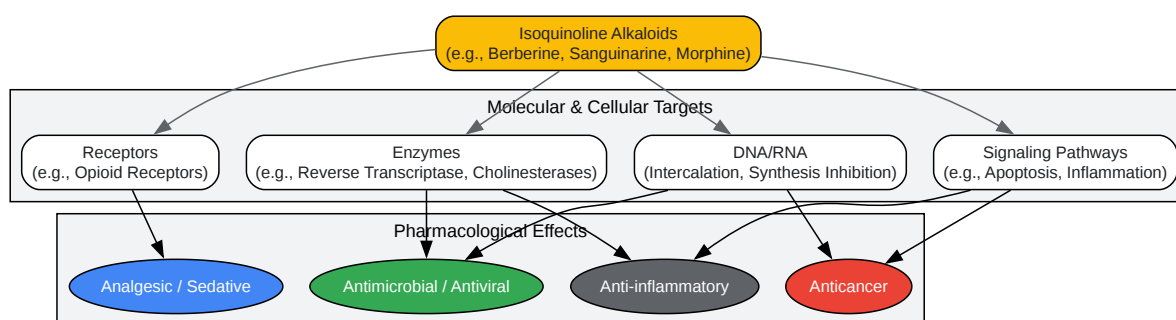 Isoquinoline Alkaloids
(e.g., Berberine, Sanguinarine, Morphine)
Molecular & Cellular Targets
Receptors
(e.g., Opioid Receptors)
Enzymes
(e.g., Reverse Transcriptase, Cholinesterases)
DNA/RNA
(Intercalation, Synthesis Inhibition)
Signaling Pathways
(e.g., Apoptosis, Inflammation)
Pharmacological Effects
Analgesic / Sedative
Antimicrobial / Antiviral
Anti-inflammatory
Anticancer